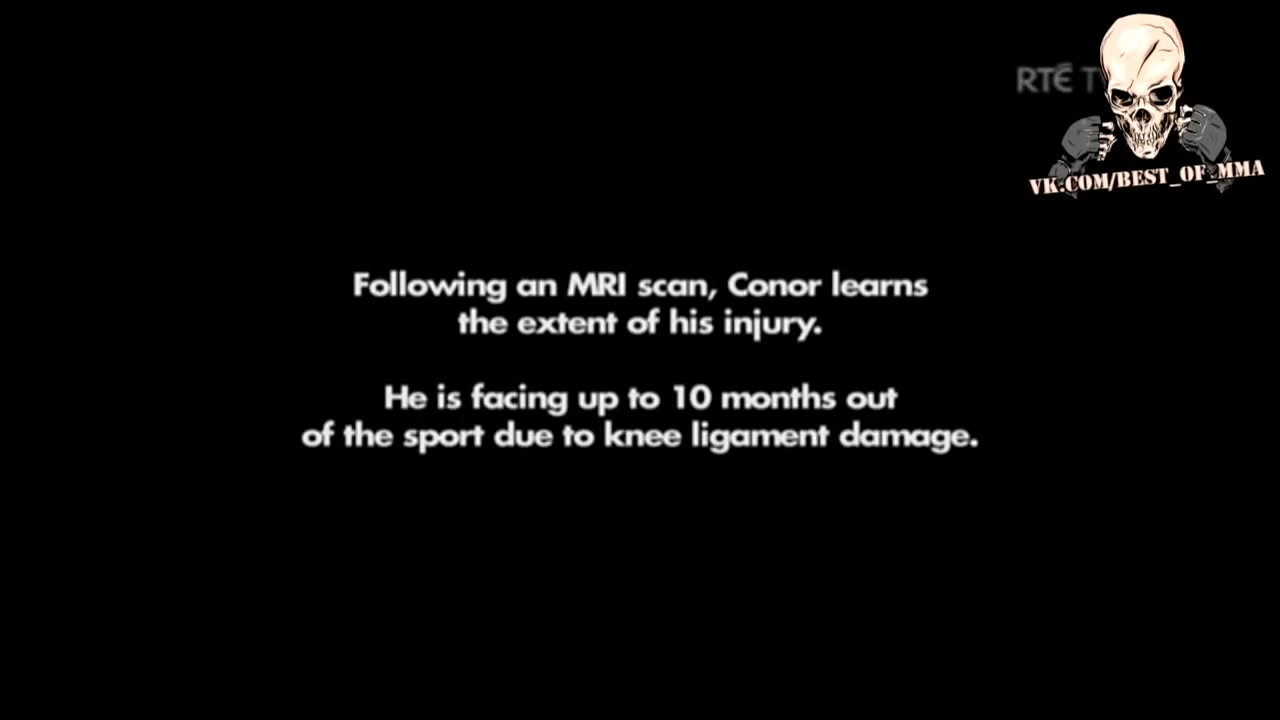 RTÉ T
VK.COM/BEST_OF_MMA
Following an MRI scan, Conor learns
the extent of his injury.
He is facing up to 10 months out
of the sport due to knee ligament damage.